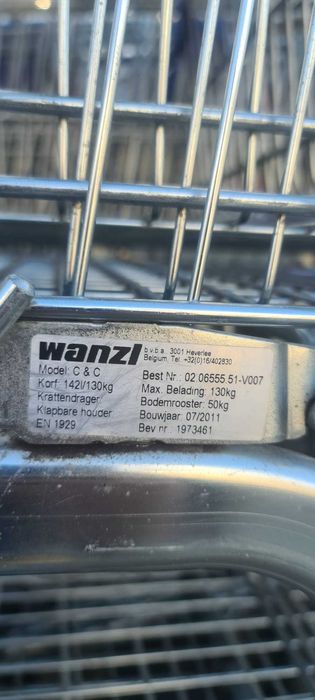 wanzl
b.v.b.a. 3001 Heverlee
Belgium. Tel. +32(0)16/402830
Model: C & C
Best Nr : 02.06555.51-V007
Korf: 142l/130kg
Max. Belading: 130kg
Krattendrager
Bodemrooster: 50kg
Klapbare houder
Bouwjaar: 07/2011
EN 1929
Bev nr : 1973461